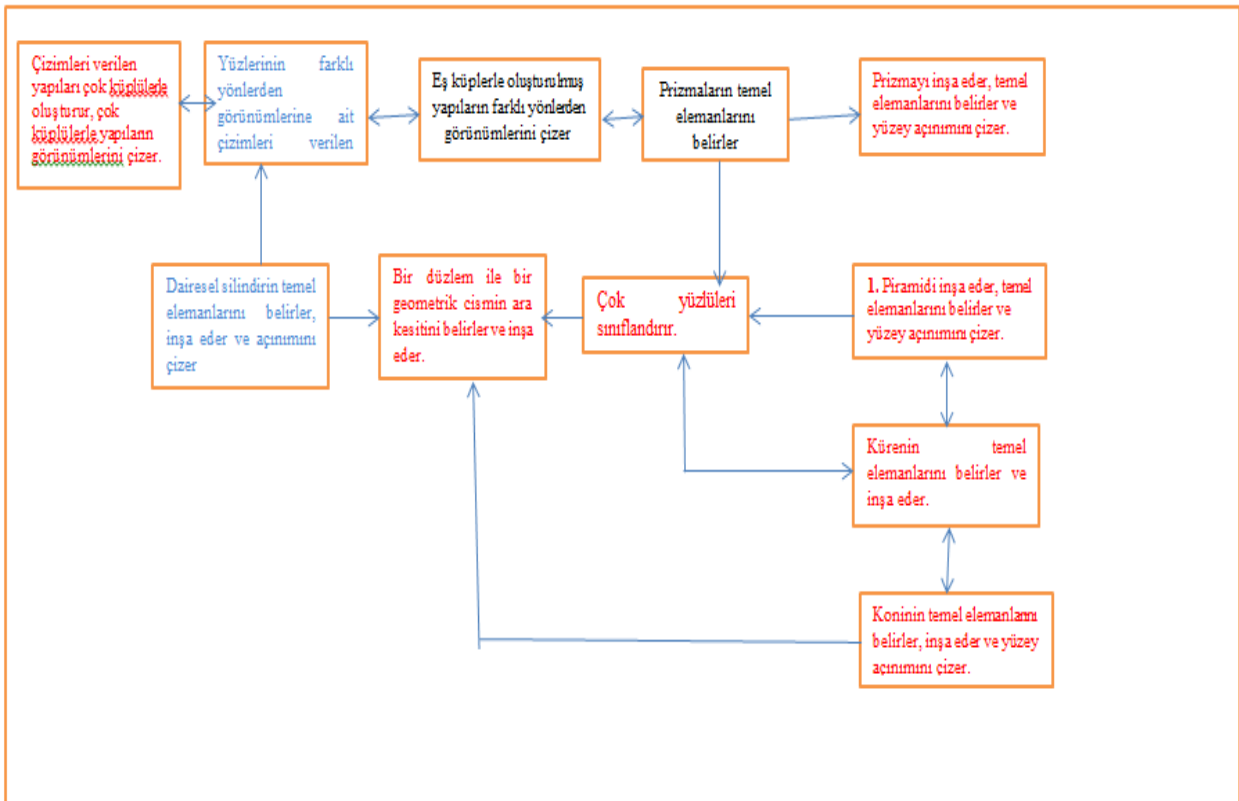 Çizimleri verilen
yapıları çok küplülerle
oluşturur, çok
küplülerle yapıların
görünümlerini çizer.
Yüzlerinin farklı
yönlerden
görünümlerine ait
çizimleri verilen
Eş küplerle oluşturulmuş
yapıların farklı yönlerden
görünümlerini çizer
Prizmaların temel
elemanlarını
belirler
Prizmayı inşa eder, temel
elemanlarını belirler ve
yüzey açınımını çizer.
Dairesel silindirin temel
elemanlarını belirler,
inşa eder ve açınımını
çizer
Bir düzlem ile bir
geometrik cismin ara
kesitini belirler ve inşa
eder.
Çok yüzlüleri
sınıflandırır.
1. Piramidi inşa eder, temel
elemanlarını belirler ve
yüzey açınımını çizer.
Kürenin temel
elemanlarını belirler ve
inşa eder.
Koninin temel elemanlarını
belirler, inşa eder ve yüzey
açınımını çizer.